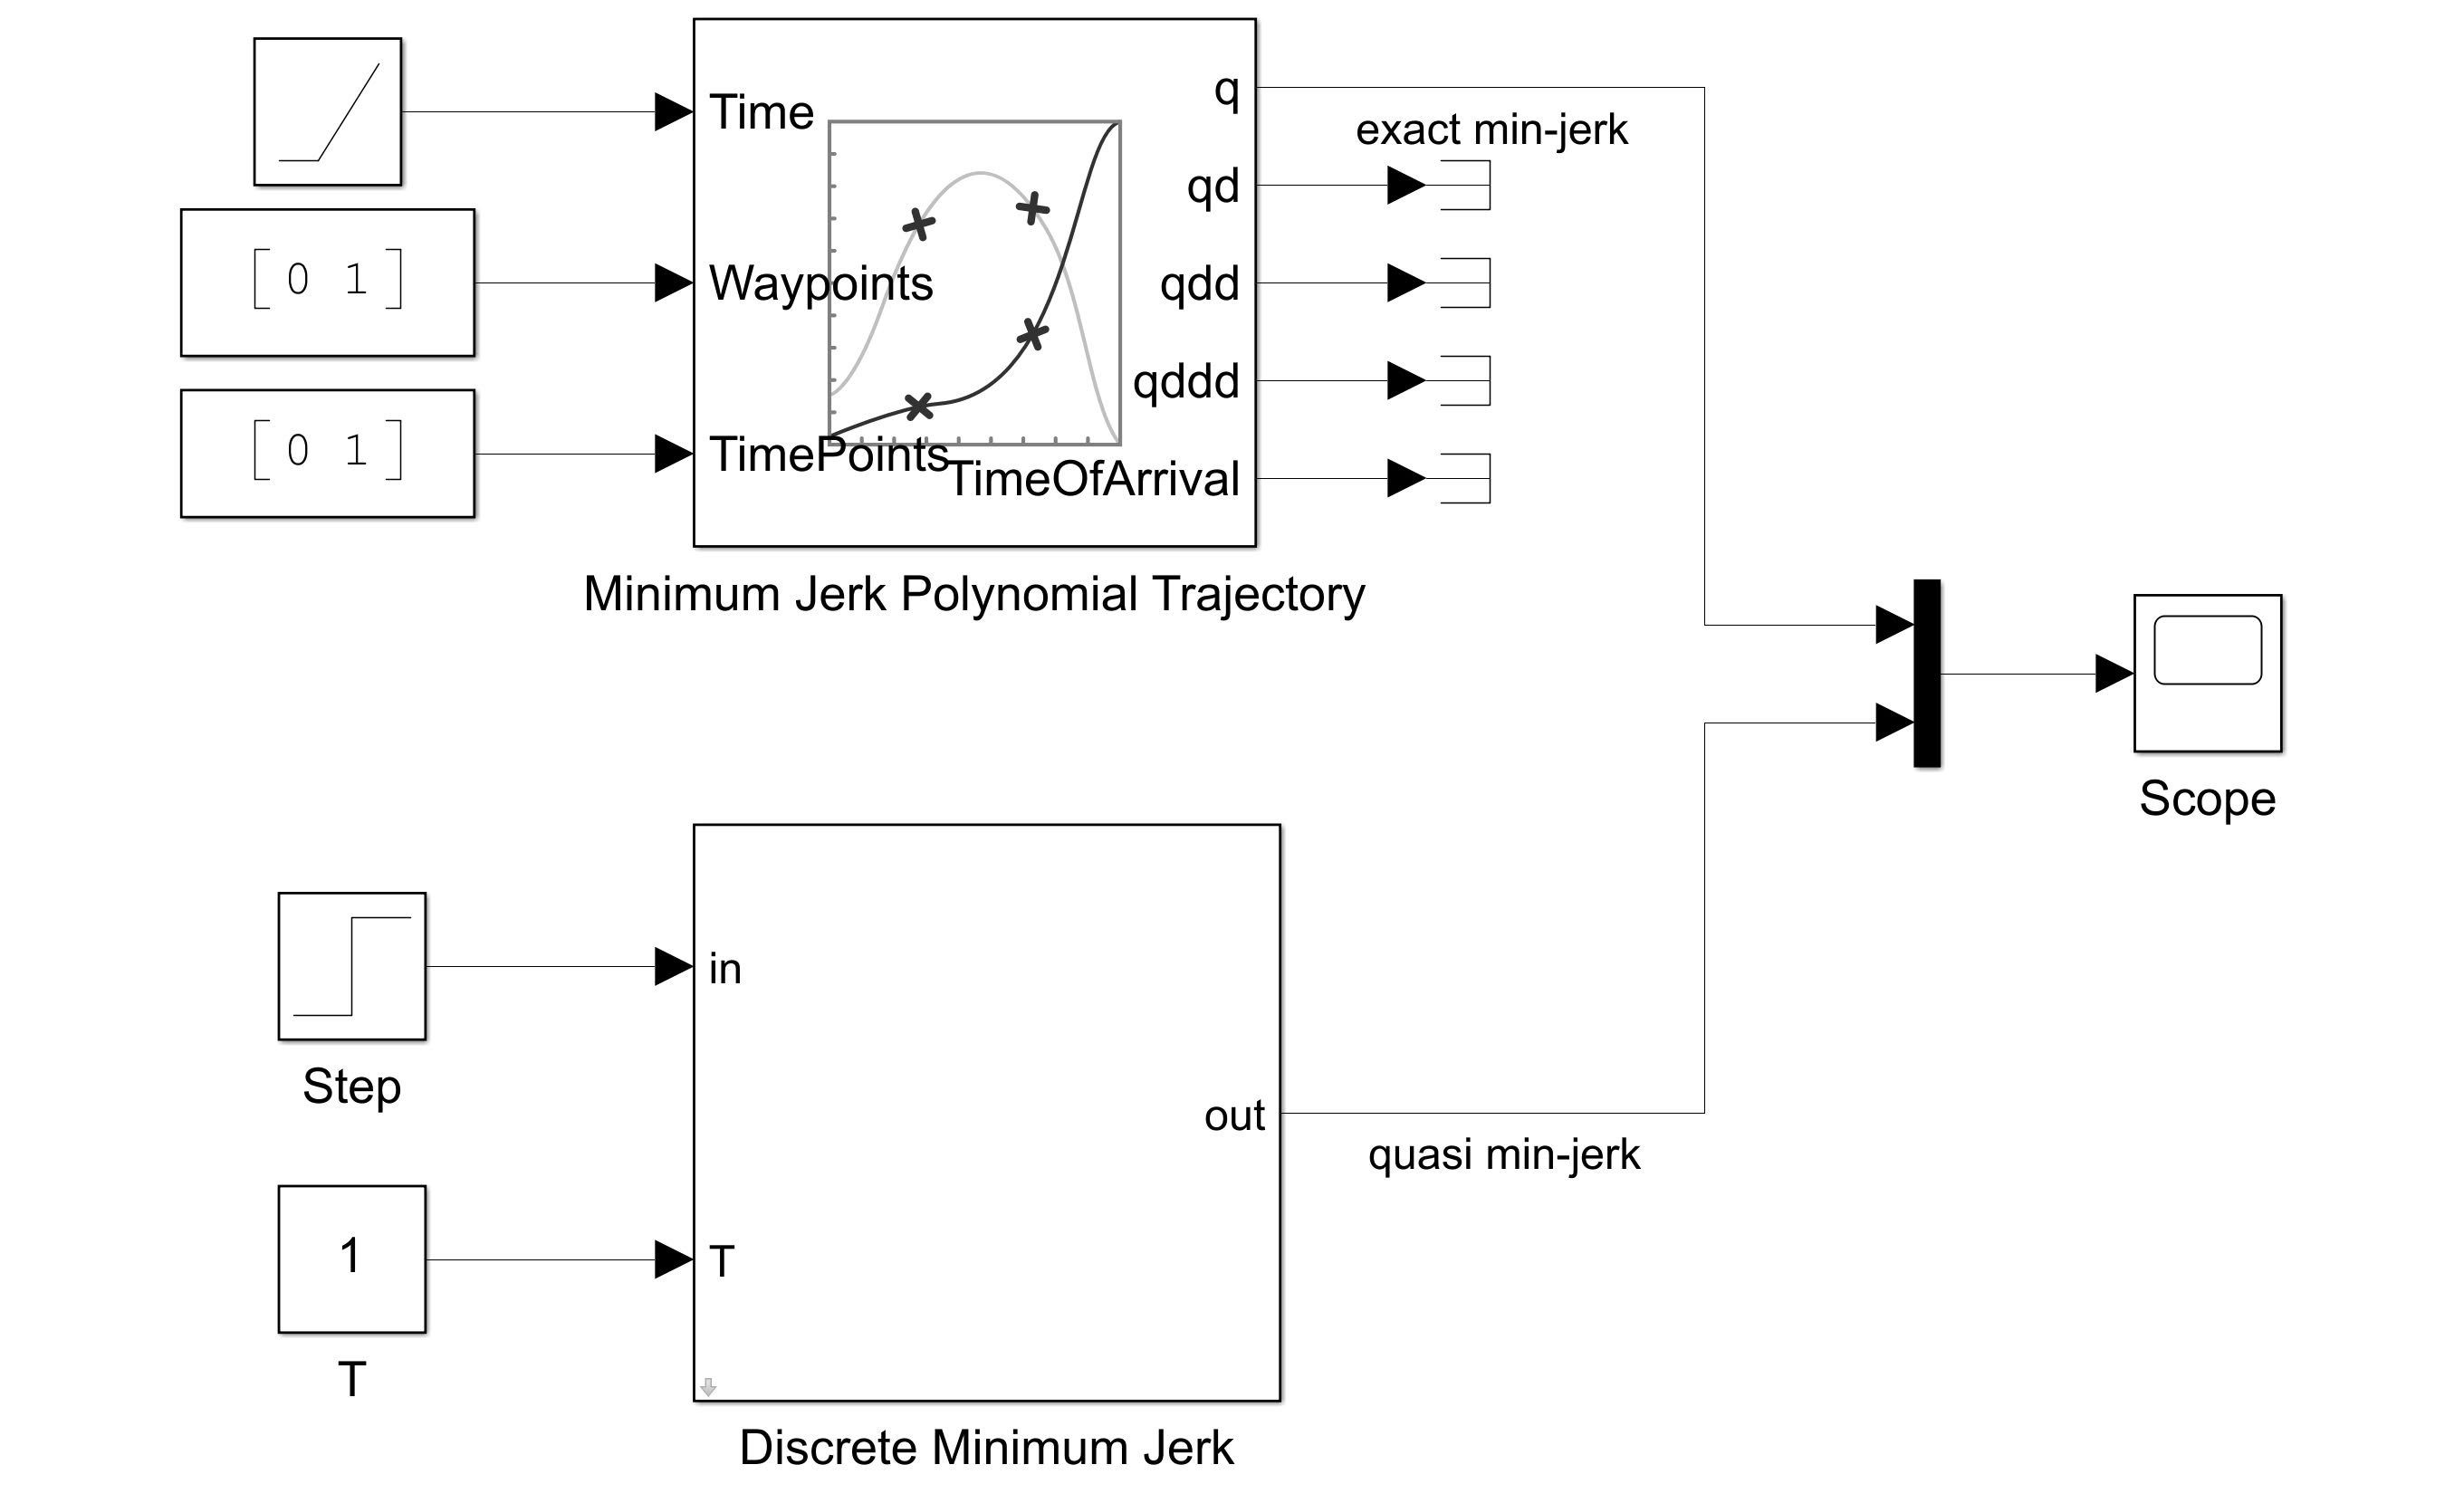 Time
q
exact min-jerk
qd
[ 0 1 ]
Waypoints
qdd
qddd
[ 0 1 ]
TimePoints
TimeOfArrival
Minimum Jerk Polynomial Trajectory
Scope
in
Step
out
quasi min-jerk
1
T
T
Discrete Minimum Jerk